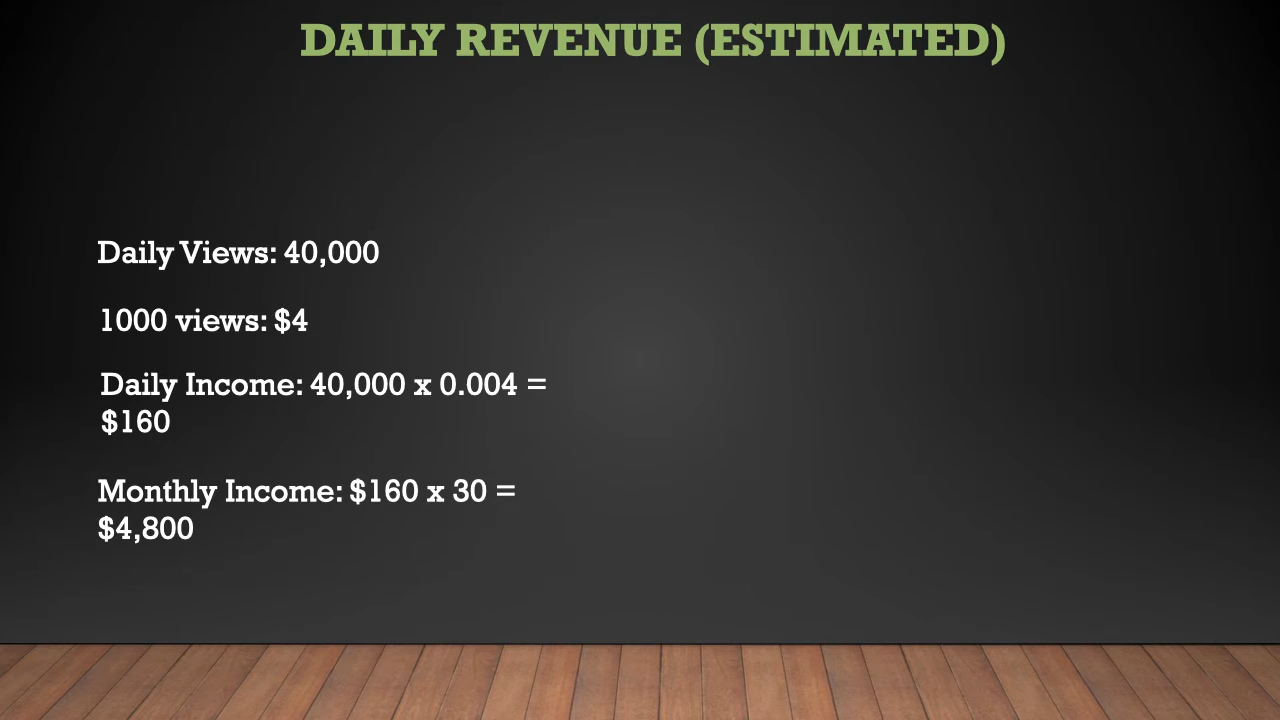 DAILY REVENUE (ESTIMATED)
Daily Views: 40,000
1000 views: $4
Daily Income: 40,000 x 0.004 =
$160
Monthly Income: $160 x 30 =
$4,800